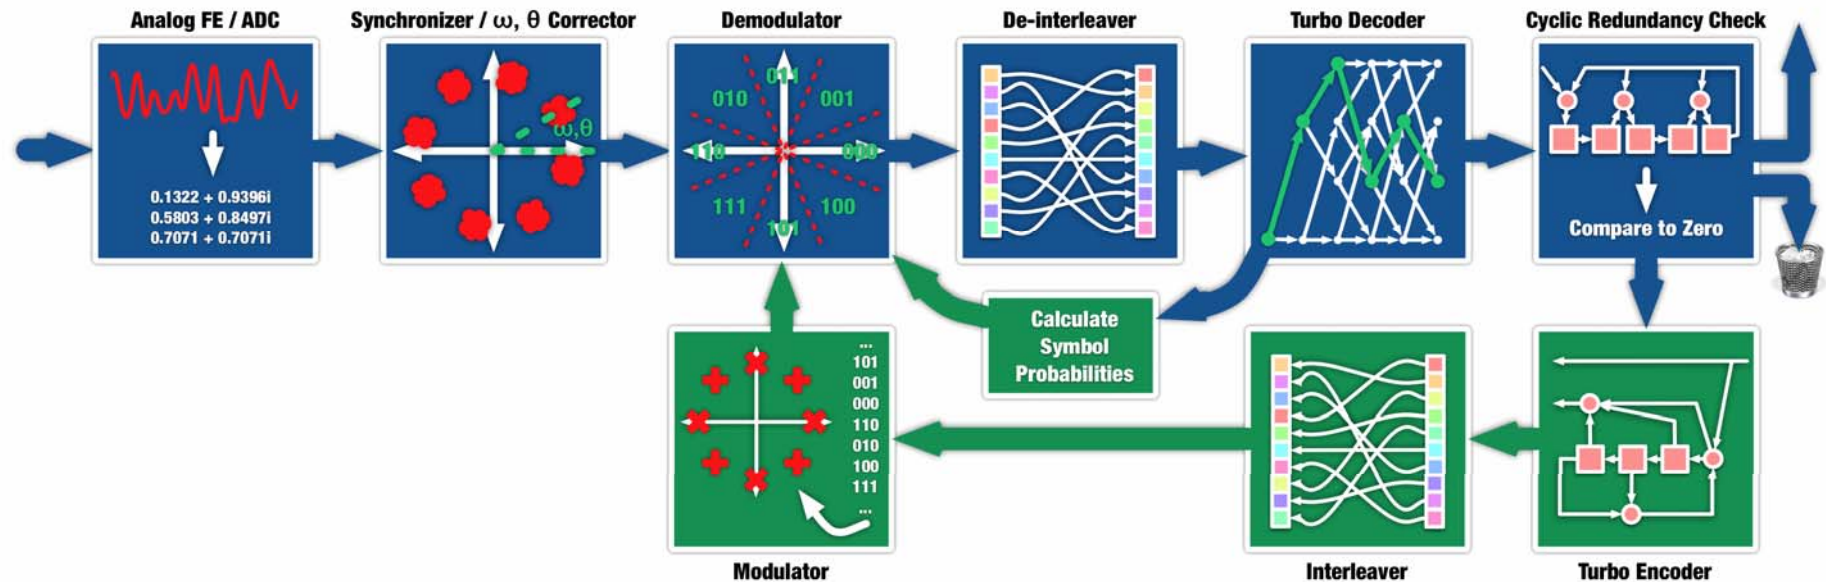 Analog FE / ADC
Synchronizer / ω, θ Corrector
Demodulator
De-interleaver
Turbo Decoder
Cyclic Redundancy Check
0.1322 + 0.9396i
0.5803 + 0.8497i
0.7071 + 0.7071i
ω,θ
011
010
001
110
000
111
100
101
Compare to Zero
Calculate
Symbol
Probabilities
...
101
001
000
110
010
100
111
...
Modulator
Interleaver
Turbo Encoder